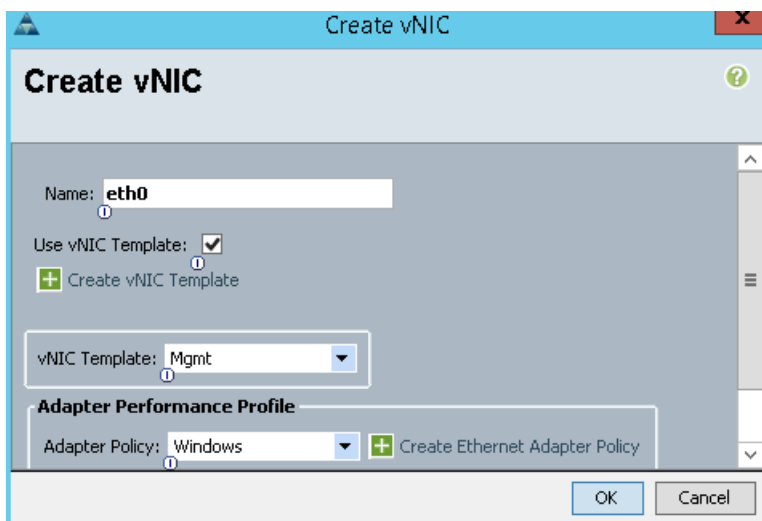 Create vNIC
X
Create vNIC
?
Name: eth0
Use vNIC Template:
Create vNIC Template
vNIC Template: Mgmt
Adapter Performance Profile
Adapter Policy: Windows
Create Ethernet Adapter Policy
OK
Cancel